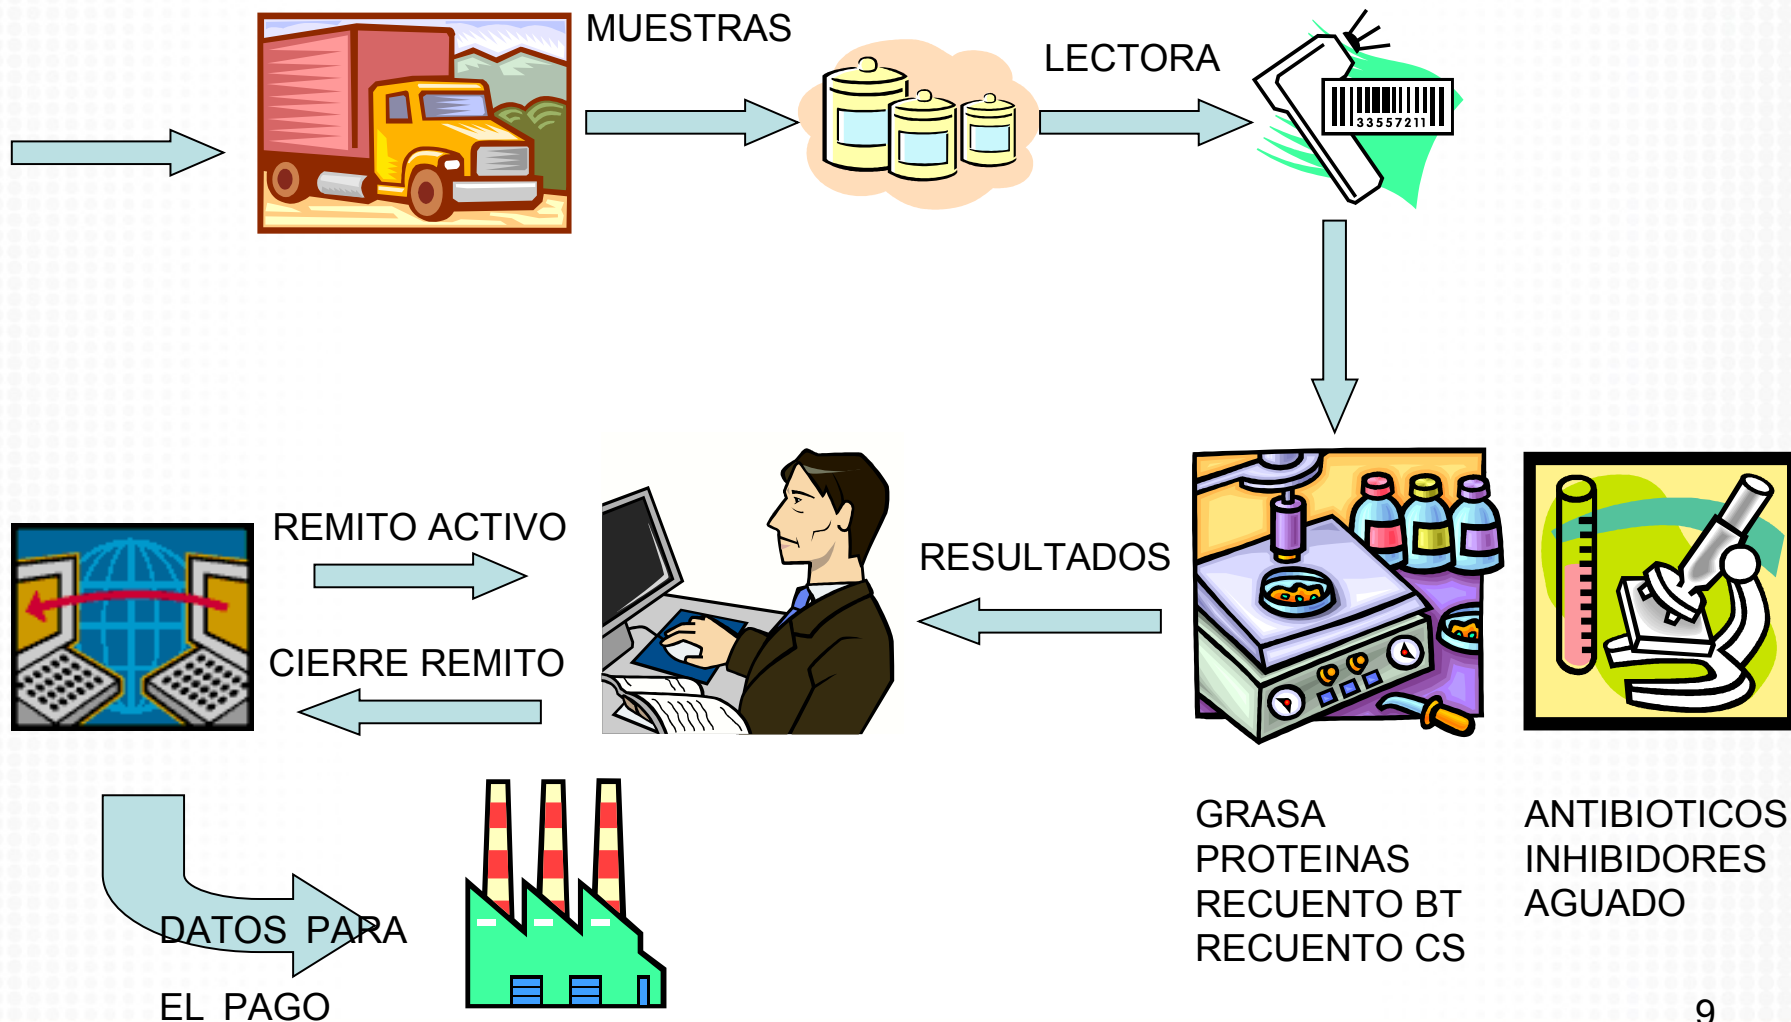 MUESTRAS
LECTORA
33557211
REMITO ACTIVO
RESULTADOS
CIERRE REMITO
GRASA
PROTEINAS
RECUENTO BT
RECUENTO CS
ANTIBIOTICOS
INHIBIDORES
AGUADO
DATOS PARA
EL PAGO
9